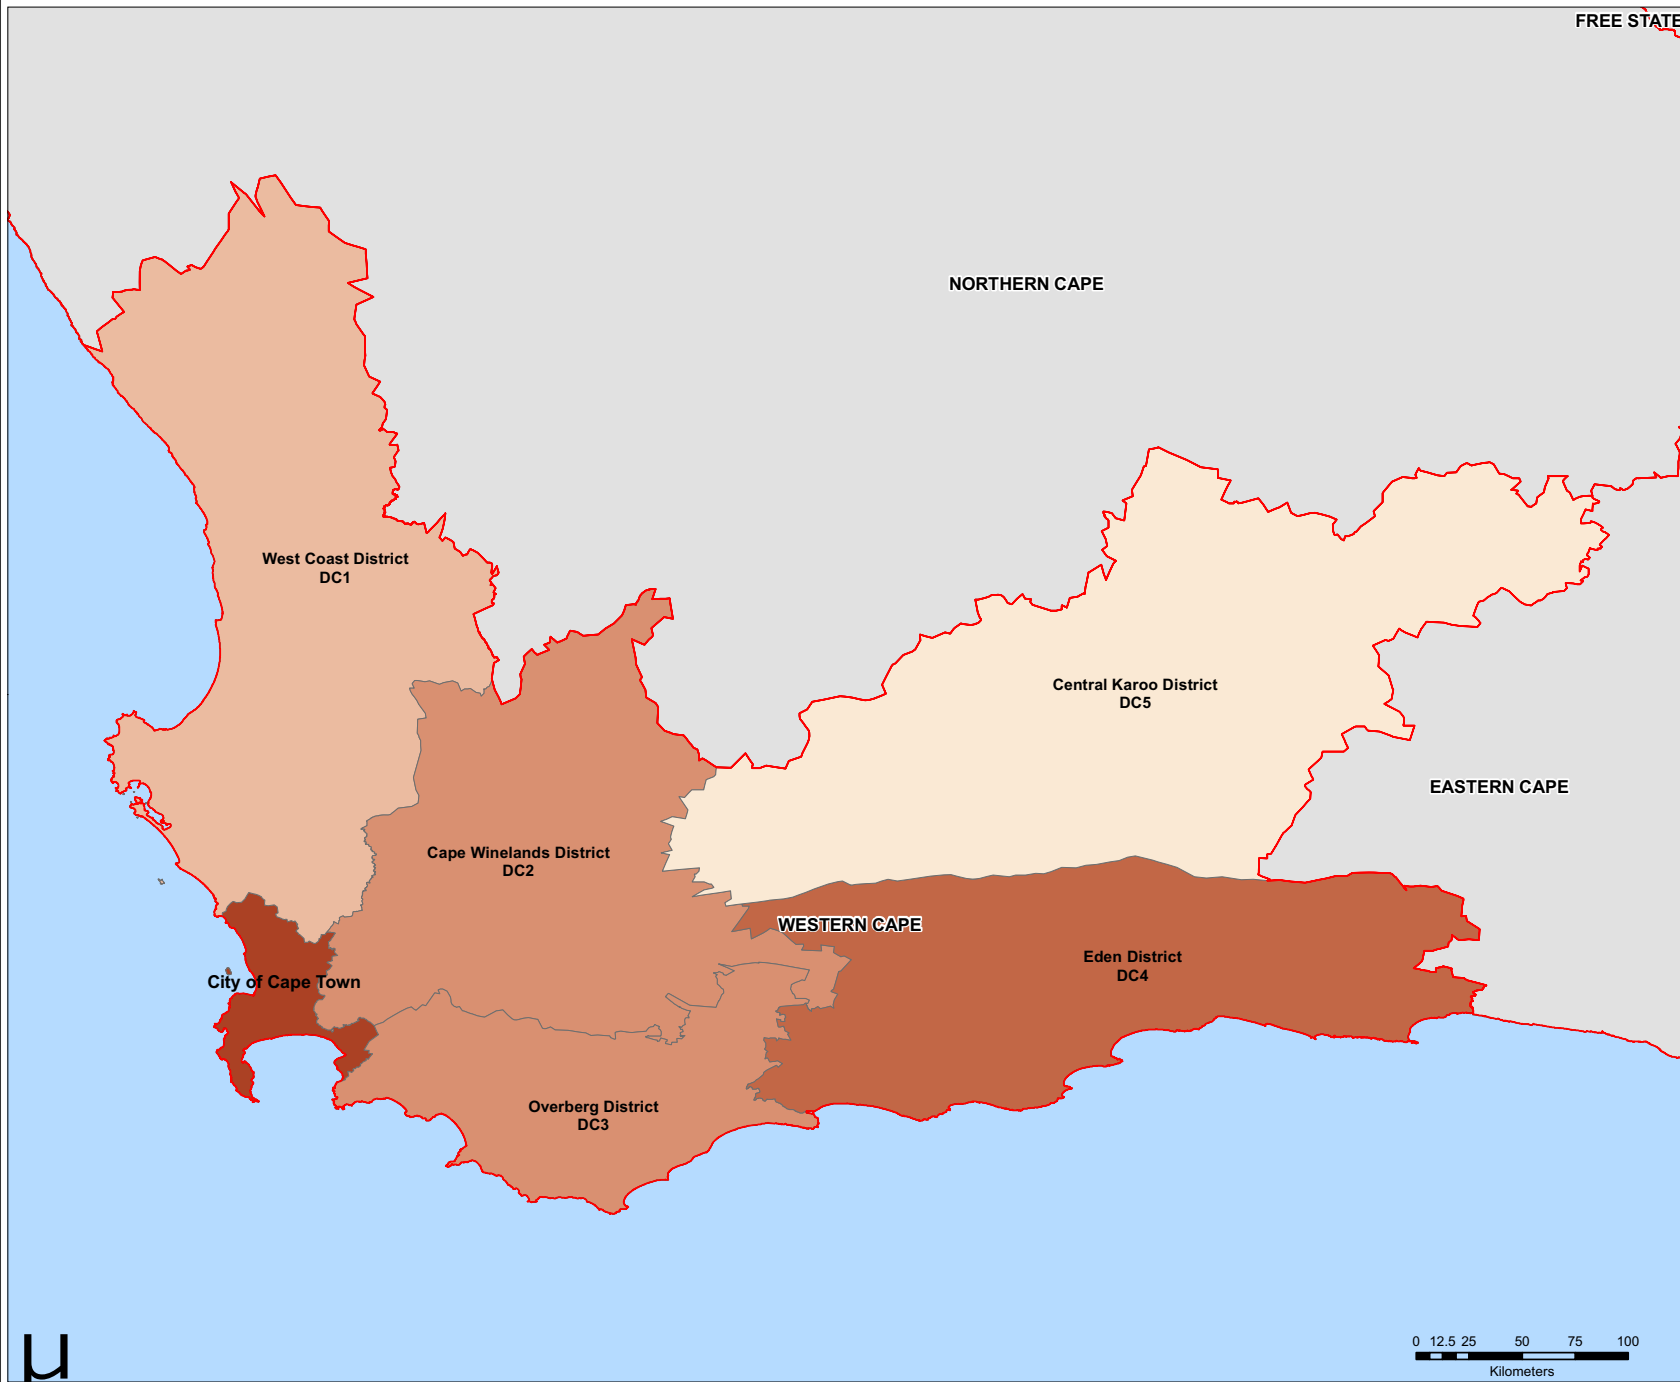 FREE STATE
NORTHERN CAPE
West Coast District
DC1
Central Karoo District
DC5
EASTERN CAPE
Cape Winelands District
DC2
WESTERN CAPE
Eden District
DC4
City of Cape Town
Overberg District
DC3
µ
0 12.5 25 50 75 100
Kilometers